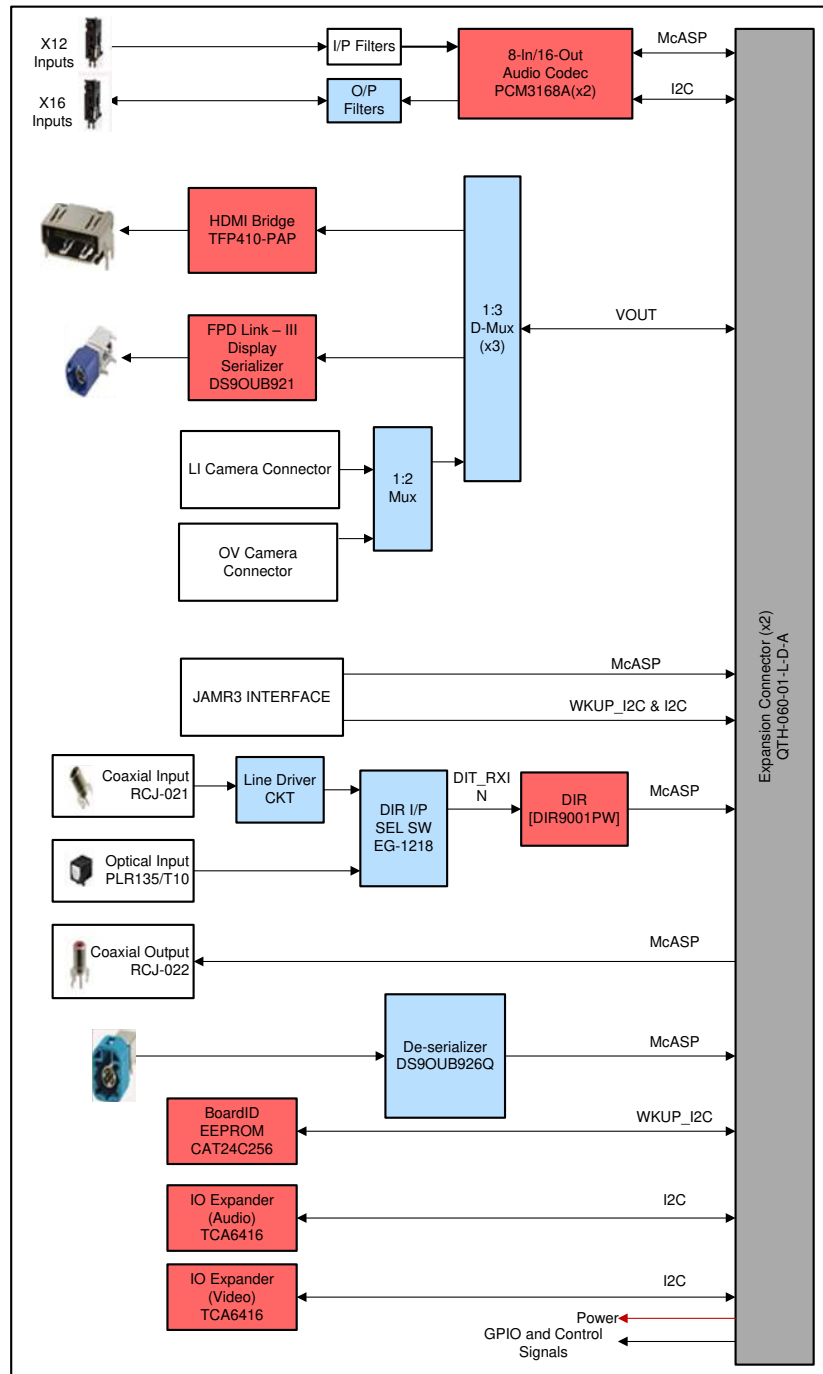 X12
Inputs
I/P Filters
8-In/16-Out
Audio Codec
PCM3168A(x2)
McASP
X16
Inputs
O/P
Filters
I2C
HDMI Bridge
TFP410-PAP
1:3
D-Mux
(x3)
VOUT
FPD Link – III
Display
Serializer
DS9OUB921
LI Camera Connector
1:2
Mux
OV Camera
Connector
Expansion Connector (x2)
QTH-060-01-L-D-A
JAMR3 INTERFACE
McASP
WKUP_I2C & I2C
Coaxial Input
RCJ-021
Line Driver
CKT
DIR I/P
SEL SW
EG-1218
DIT_RXI
N
DIR
[DIR9001PW]
McASP
Optical Input
PLR135/T10
Coaxial Output
RCJ-022
McASP
De-serializer
DS9OUB926Q
McASP
BoardID
EEPROM
CAT24C256
WKUP_I2C
IO Expander
(Audio)
TCA6416
I2C
IO Expander
(Video)
TCA6416
I2C
Power
GPIO and Control
Signals